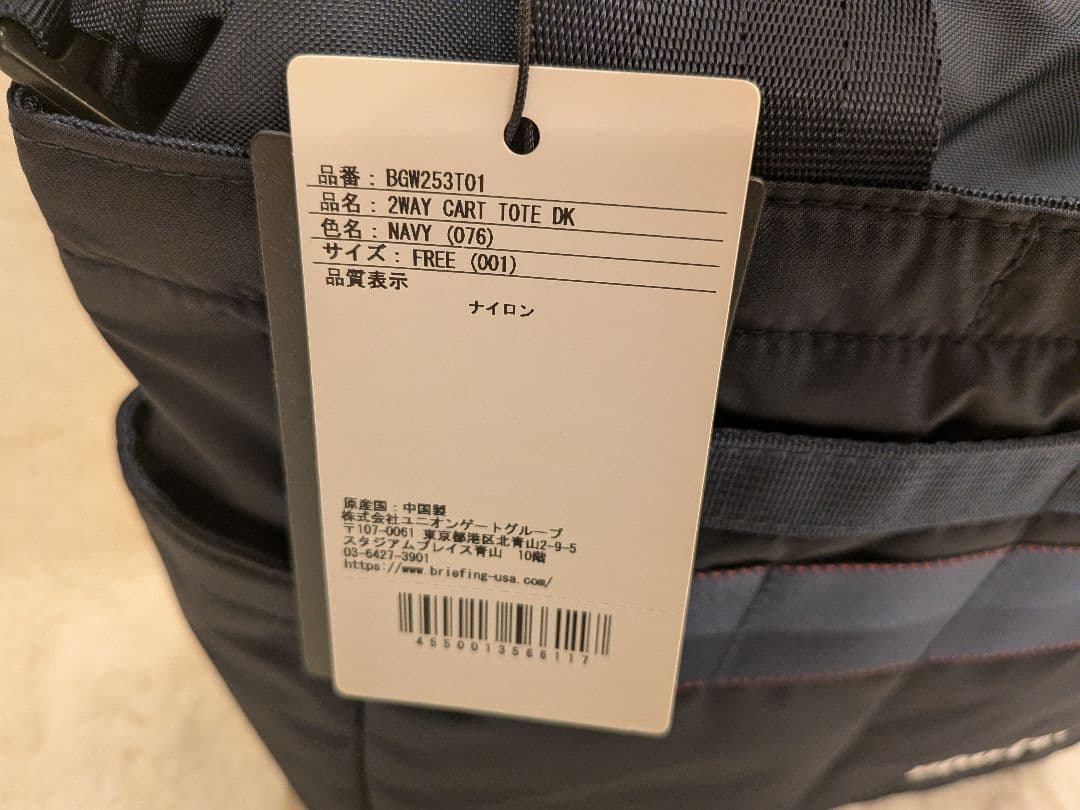 品番 : BGW253T01
品名 : 2WAY CART TOTE DK
色名 : NAVY (076)
サイズ : FREE (001)
品質表示
ナイロン
原産国 : 中国製
株式会社ユニオンゲートグループ
〒107-0061 東京都港区北青山2-9-5
スタジアムプレイス青山 10階
03-6427-3901
https://www.briefing-usa.com/
4550013566117